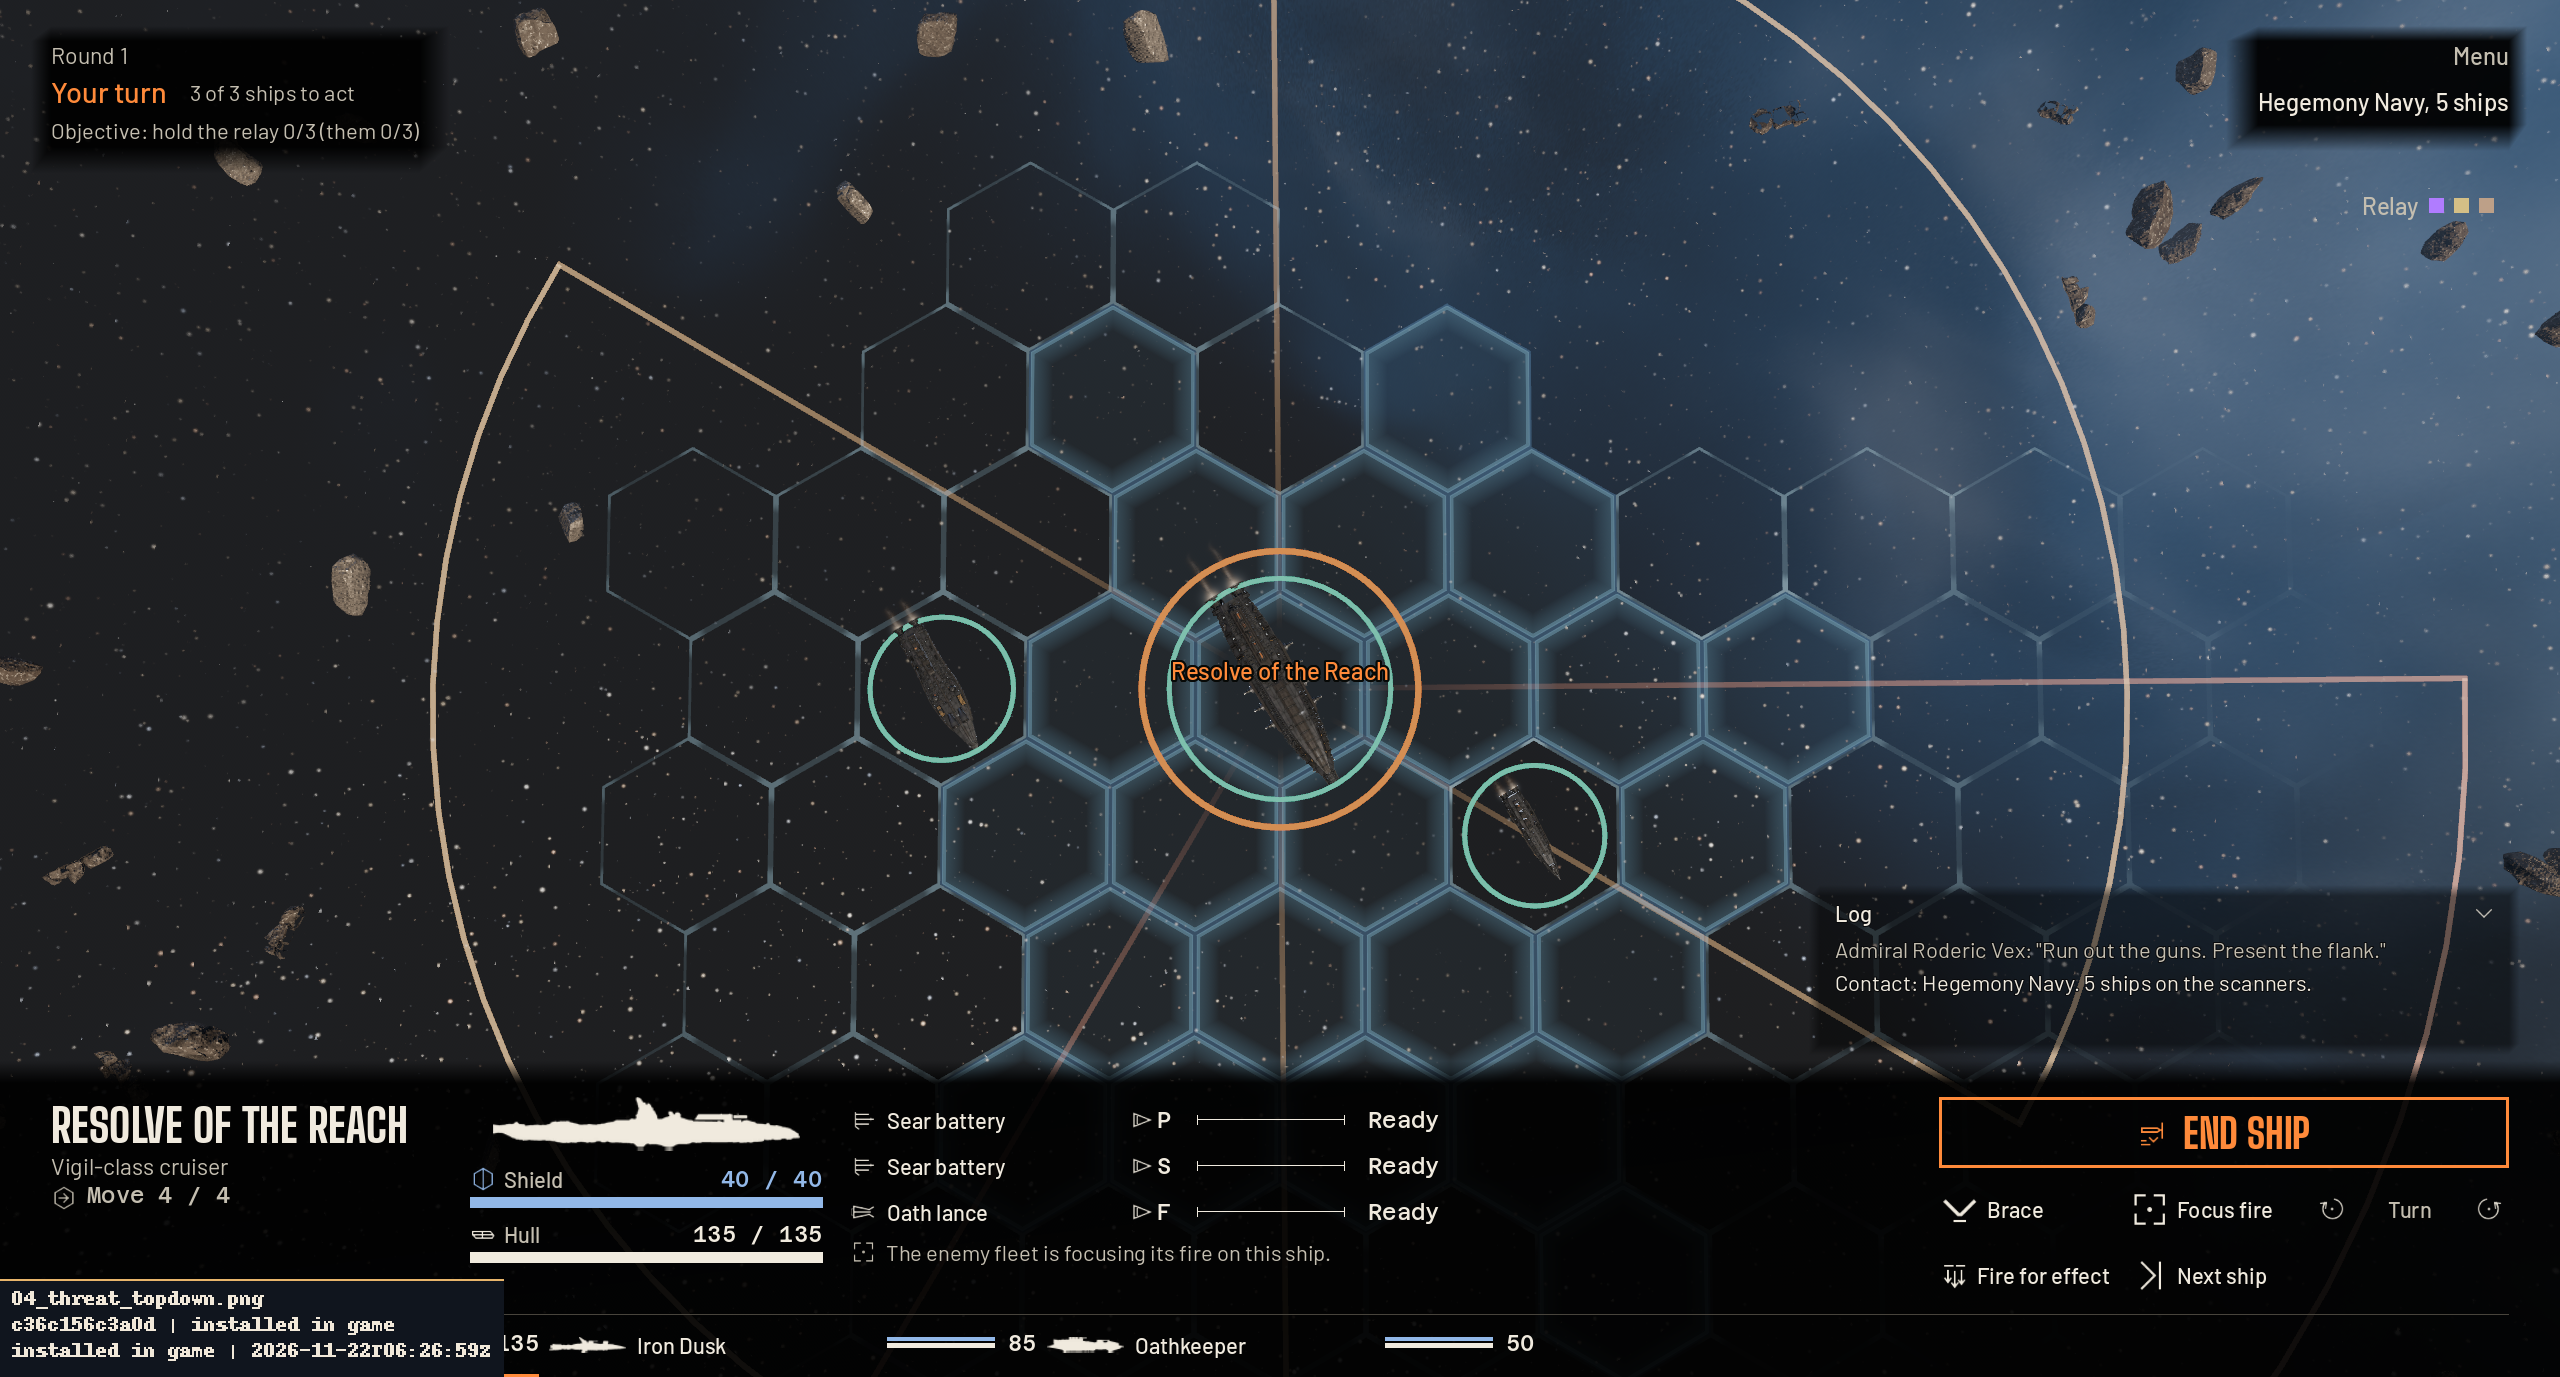 Round 1
Your turn 3 of 3 ships to act
Objective: hold the relay 0/3 (them 0/3)
Menu
Hegemony Navy, 5 ships
Relay
Resolve of the Reach
Log
Admiral Roderic Vex: "Run out the guns. Present the flank."
Contact: Hegemony Navy. 5 ships on the scanners.
RESOLVE OF THE REACH
Vigil-class cruiser
Move 4 / 4
Shield 40 / 40
Hull 135 / 135
Sear battery P Ready
Sear battery S Ready
Oath lance F Ready
The enemy fleet is focusing its fire on this ship.
END SHIP
Brace Focus fire Turn
Fire for effect Next ship
04_threat_topdown.png
c36c156c3a0d | installed in game
installed in game | 2026-11-22T06:26:59Z
135 Iron Dusk 85 Oathkeeper 50